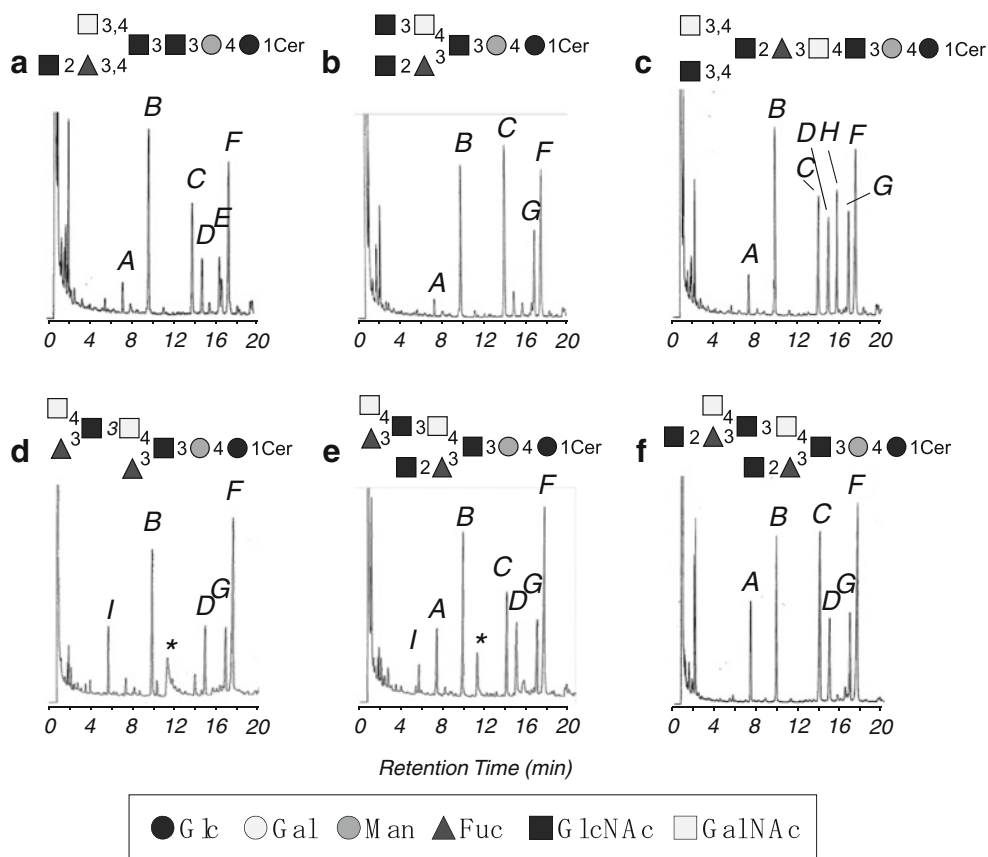 3,4
3 3 4 1Cer
a 2 3,4
3 4
3 4 1Cer
b 2 3
3,4
2 3 4 3 4 1Cer
c 3,4
A B C D E F
0 4 8 12 16 20
A B C G F
0 4 8 12 16 20
A B C D H G F
0 4 8 12 16 20
4
3 3 4
3 4 1Cer
d 3
4
3 3 4
3 4 1Cer
e 2 3
4
2 3 3 4
3 4 1Cer
f 2 3
I B * D G F
0 4 8 12 16 20
I A B * C D G F
0 4 8 12 16 20
A B C D G F
0 4 8 12 16 20
Retention Time (min)
Glc Gal Man Fuc GlcNAc GalNAc